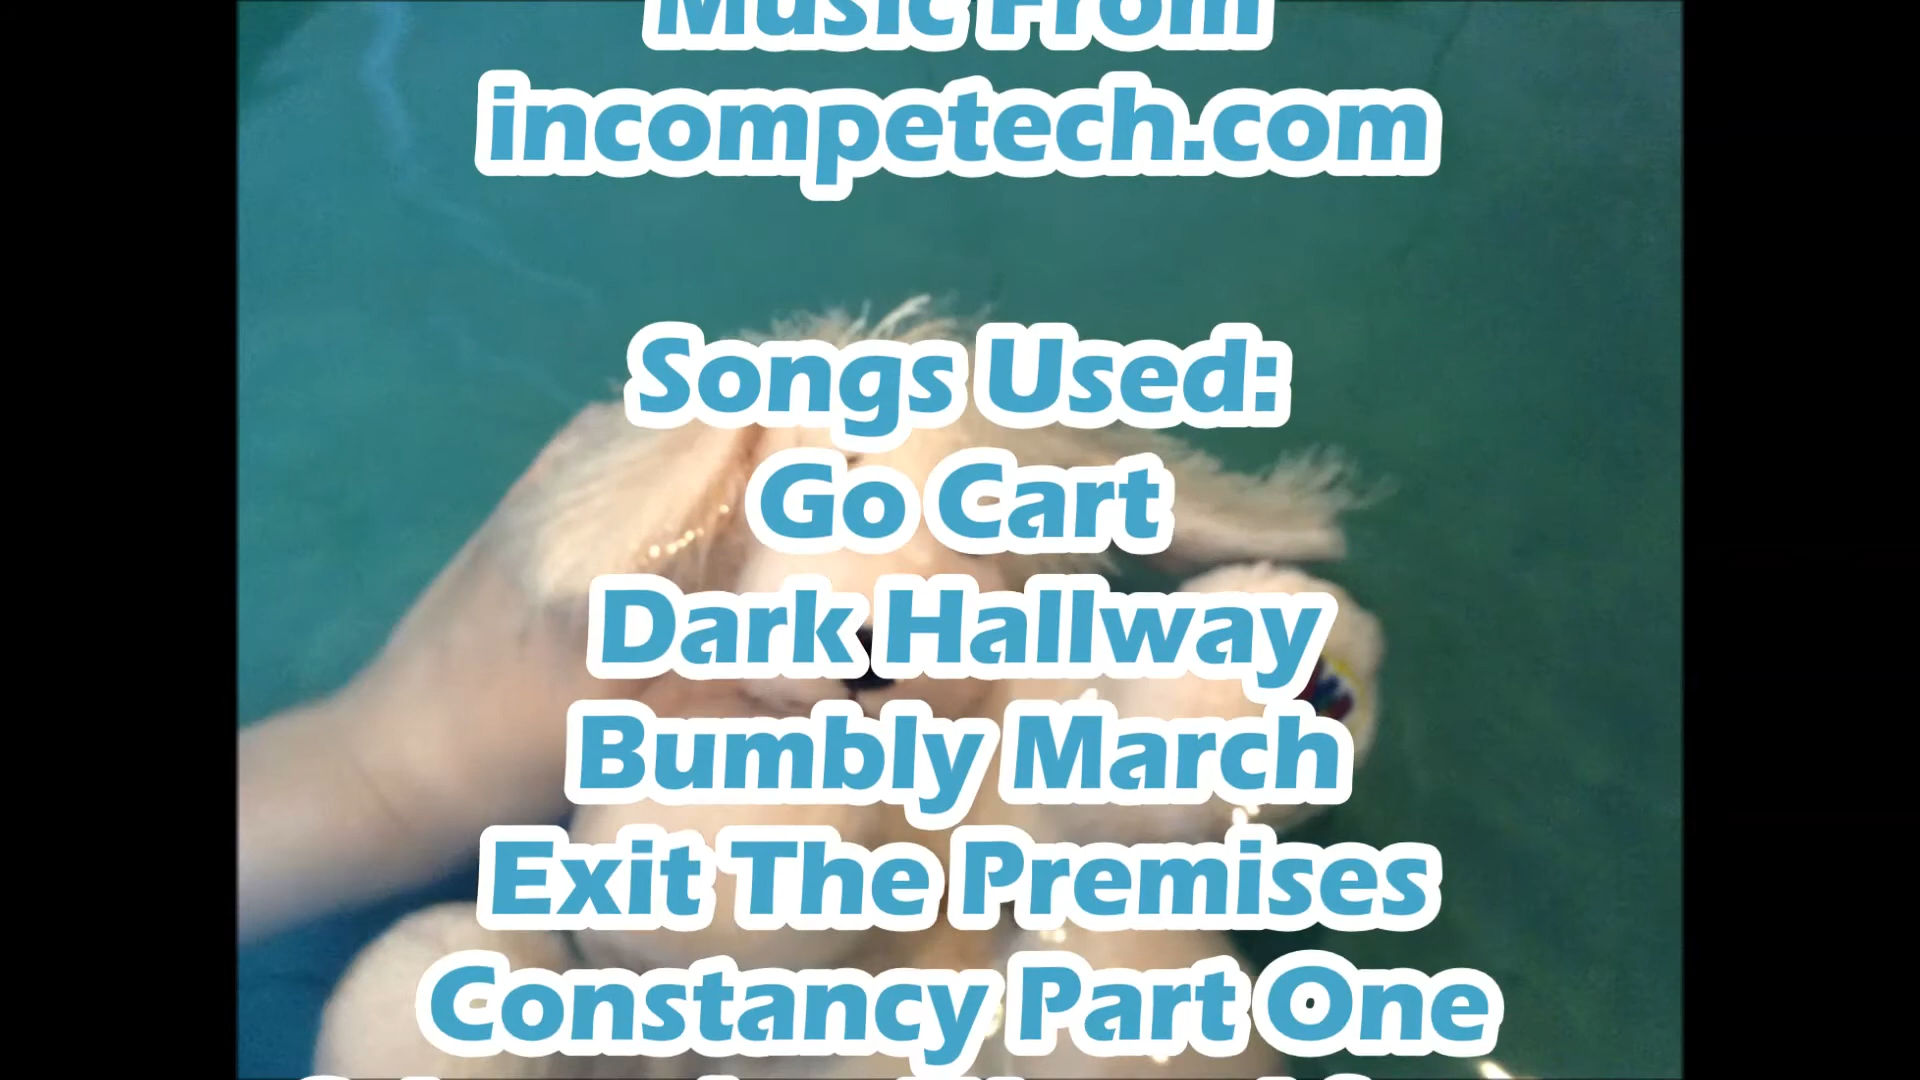 Music From
incompetech.com
Songs Used:
Go Cart
Dark Hallway
Bumbly March
Exit The Premises
Constancy Part One